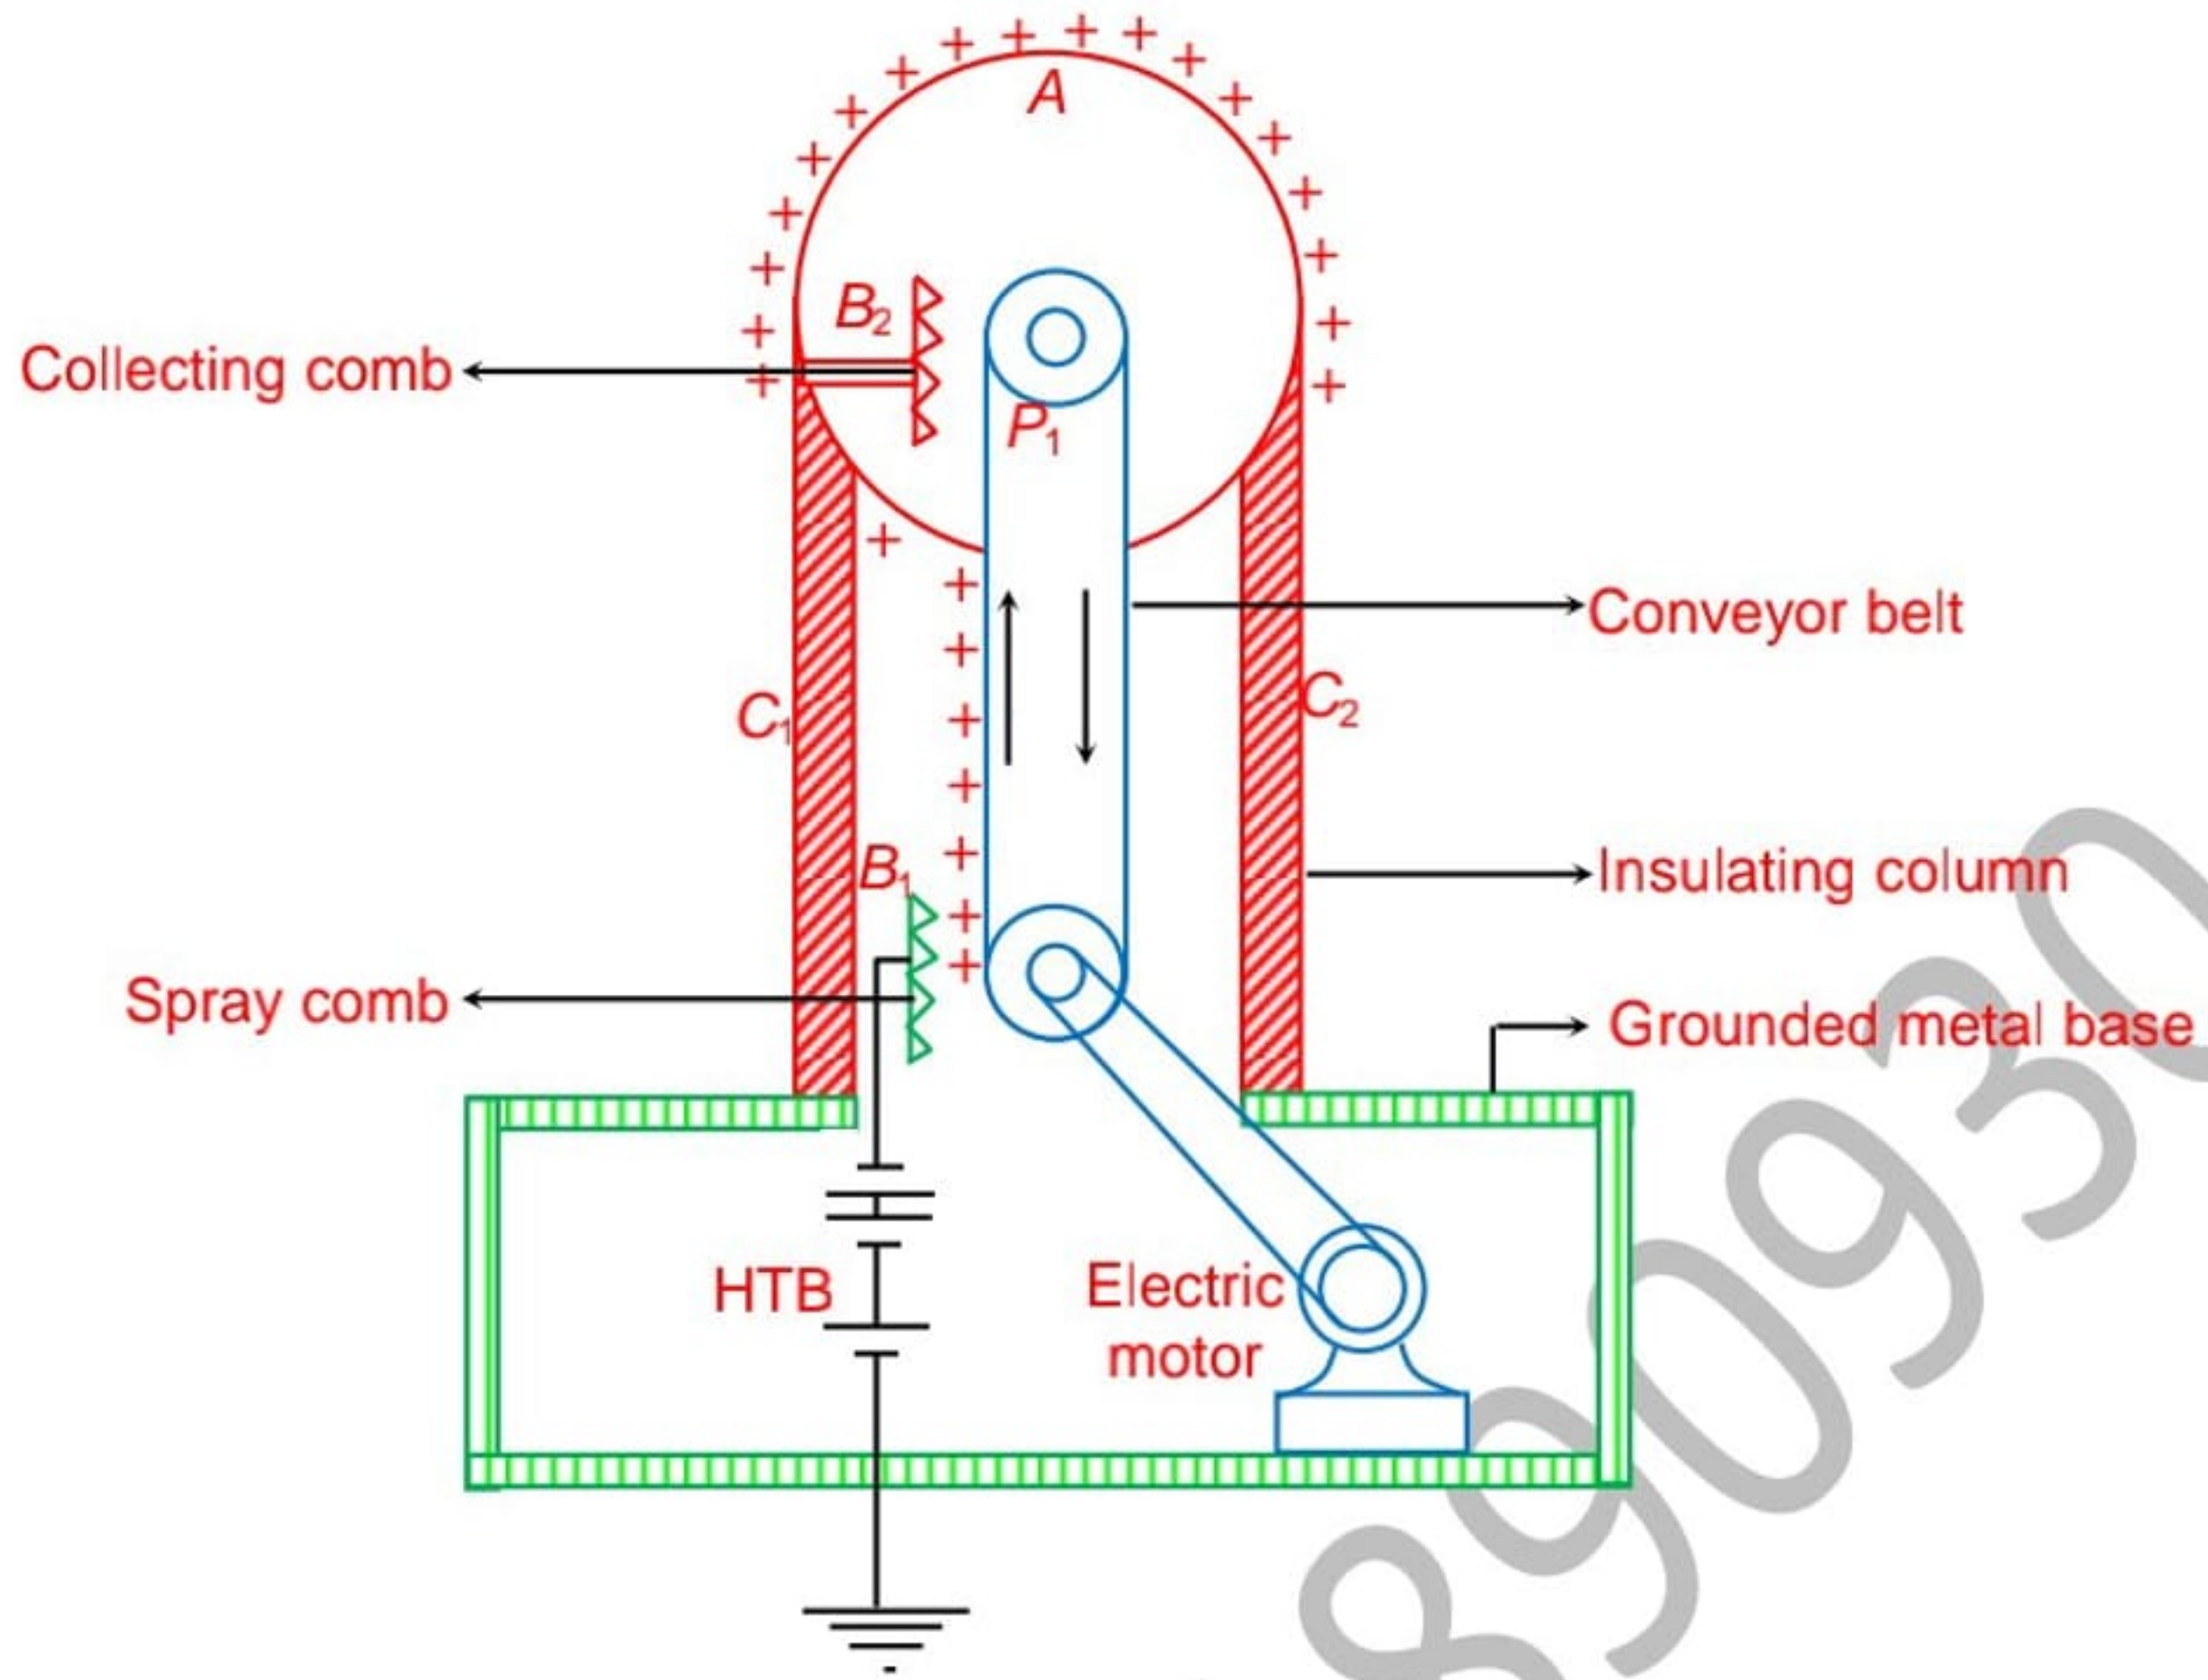 A
B₂
Collecting comb
P₁
Conveyor belt
C₁
C₂
B₁
Insulating column
Spray comb
Grounded metal base
HTB
Electric
motor